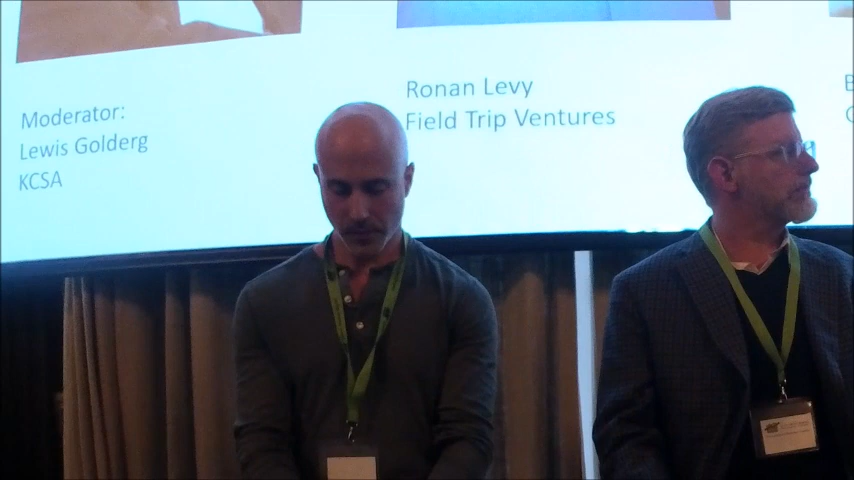 Moderator:
Lewis Golderg
KCSA
Ronan Levy
Field Trip Ventures